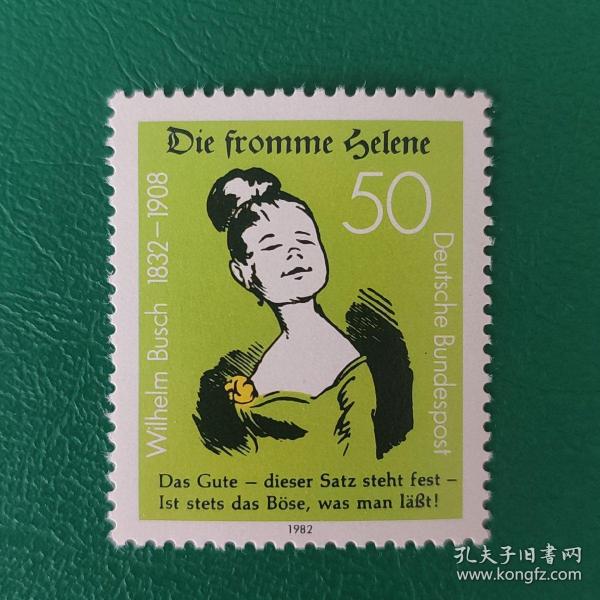 Die fromme Helene
50
Wilhelm Busch 1832–1908
Deutsche Bundespost
Das Gute – dieser Satz steht fest –
Ist stets das Böse, was man läßt!
1982
孔夫子旧書网
www.kongfz.com